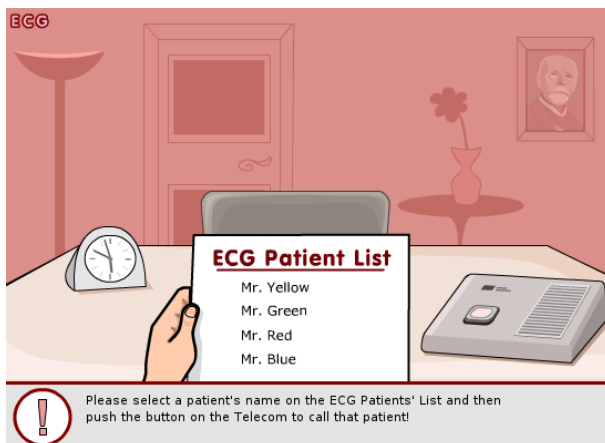 ECG
ECG Patient List
Mr. Yellow
Mr. Green
Mr. Red
Mr. Blue
Please select a patient's name on the ECG Patients' List and then
push the button on the Telecom to call that patient!